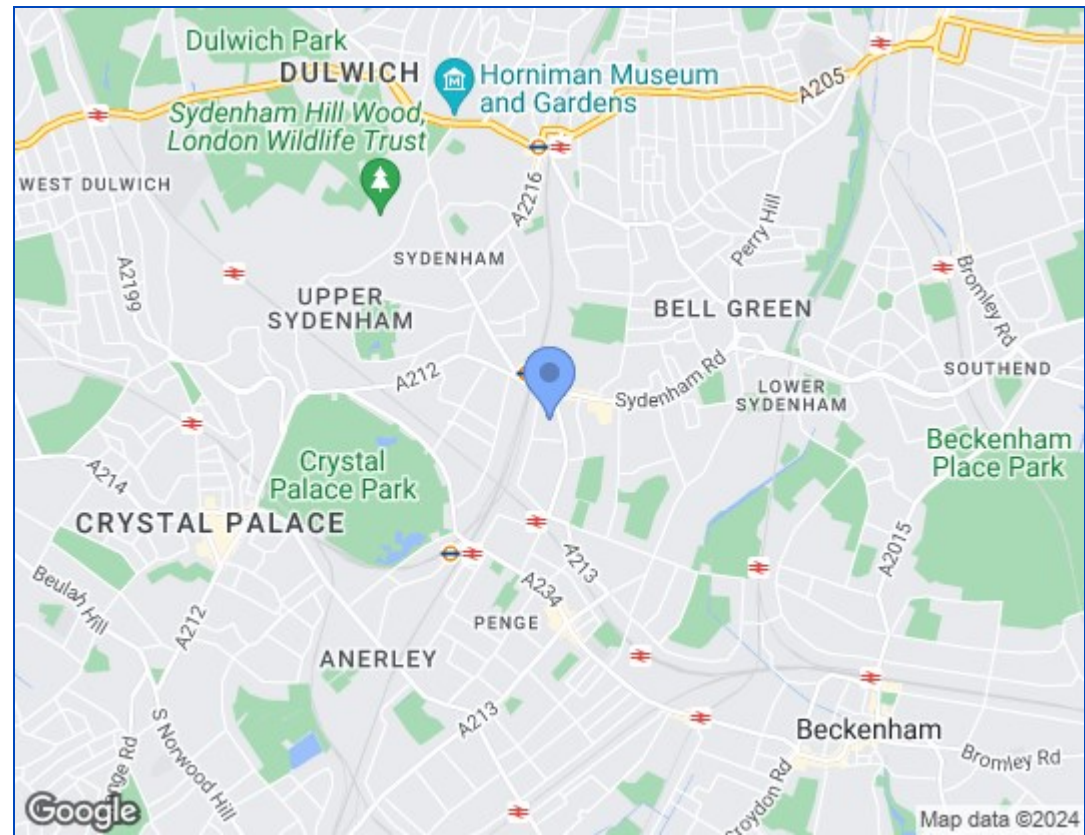 Dulwich Park
DULWICH
Horniman Museum
and Gardens
A205
Sydenham Hill Wood,
London Wildlife Trust
WEST DULWICH
A2216
Perry Hill
SYDENHAM
A2199
Bromley Rd
UPPER
SYDENHAM
BELL GREEN
A212
Sydenham Rd
SOUTHEND
LOWER
SYDENHAM
Beckenham
Place Park
Crystal
Palace Park
A214
CRYSTAL PALACE
A2015
Beulah Hill
A212
A234
A213
PENGE
ANERLEY
A213
S Norwood Hill
Beckenham
Bromley Rd
Croydon Rd
nge Rd
Google
Map data ©2024